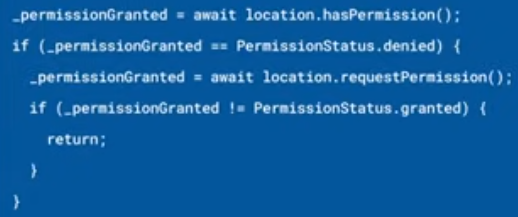 _permissionGranted = await location.hasPermission();
if (_permissionGranted == PermissionStatus.denied) {
_permissionGranted = await location.requestPermission();
if (_permissionGranted != PermissionStatus.granted) {
return;
}
}